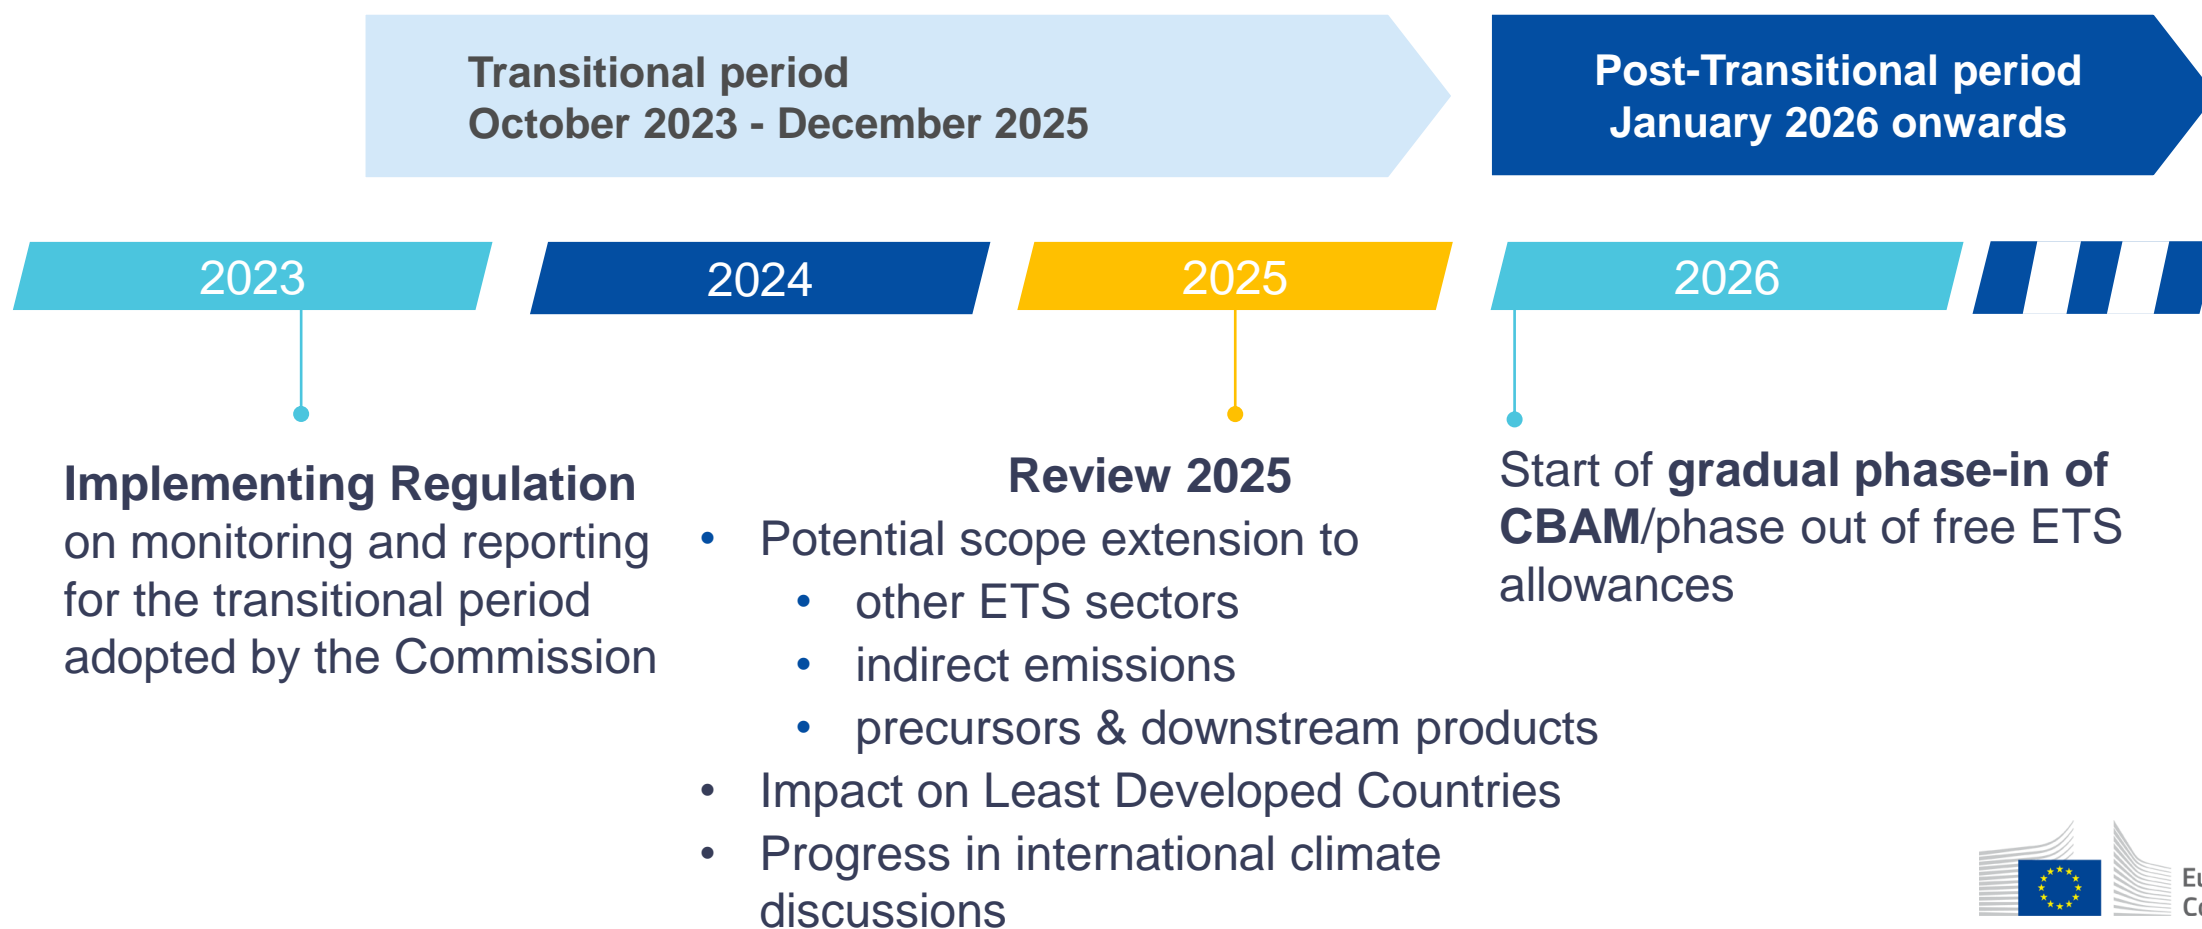 Transitional period
October 2023 - December 2025
Post-Transitional period
January 2026 onwards
2023
2024
2025
2026
Implementing Regulation
on monitoring and reporting
for the transitional period
adopted by the Commission
Review 2025
• Potential scope extension to
• other ETS sectors
• indirect emissions
• precursors & downstream products
• Impact on Least Developed Countries
• Progress in international climate
discussions
Start of gradual phase-in of
CBAM/phase out of free ETS
allowances